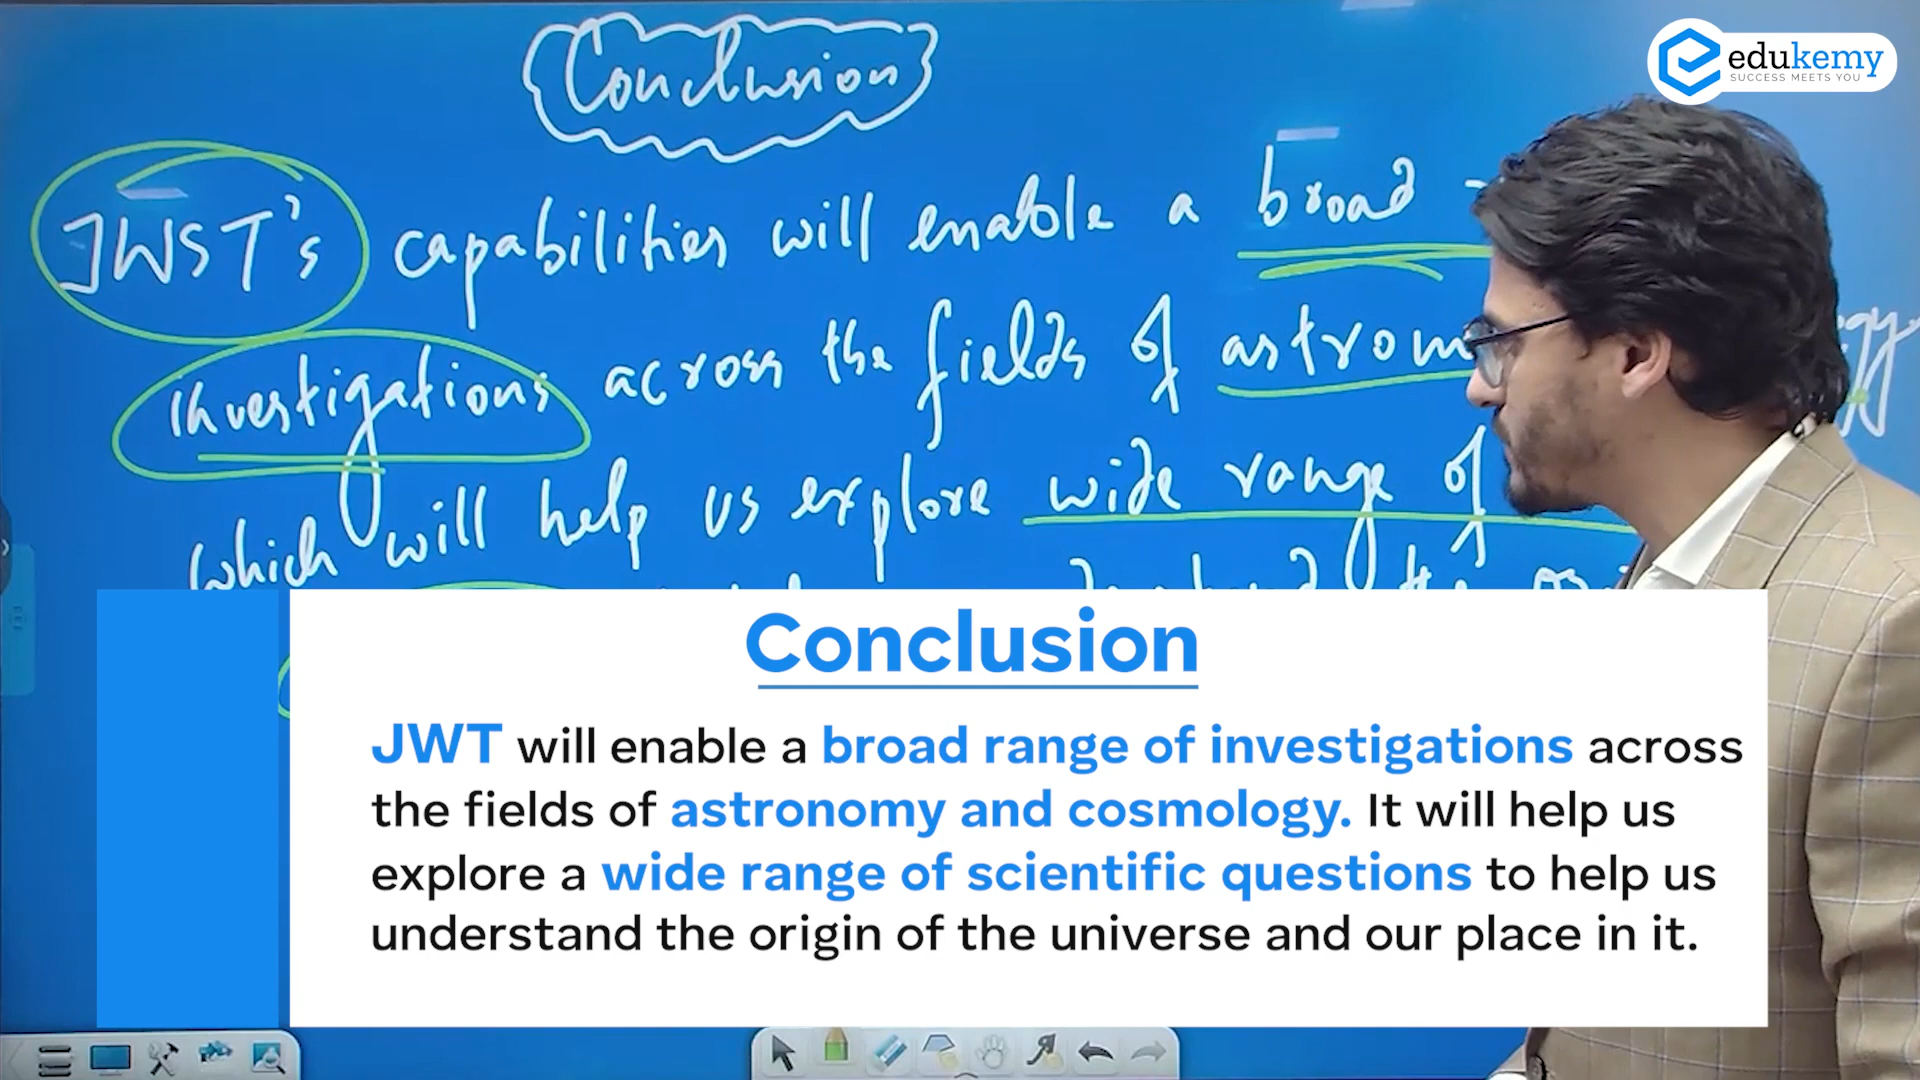 Conclusion
edukemy
SUCCESS MEETS YOU
JWST's capabilities will enable a broad
investigations across the fields of astronom
which will help us explore wide range of
Conclusion
JWT will enable a broad range of investigations across
the fields of astronomy and cosmology. It will help us
explore a wide range of scientific questions to help us
understand the origin of the universe and our place in it.